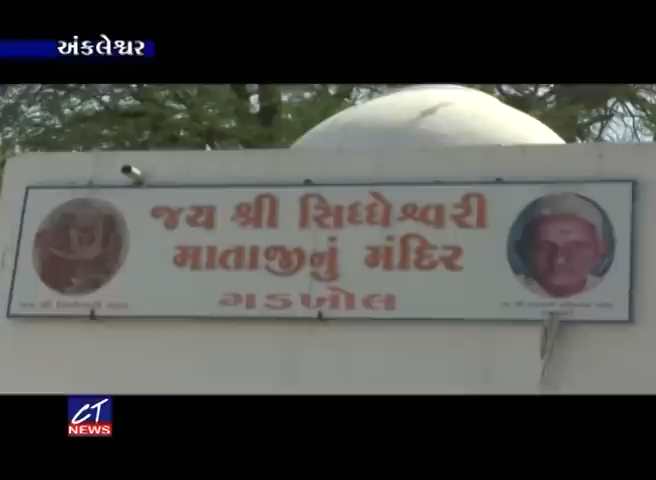 અંકલેશ્વર
જય શ્રી સિધ્ધેશ્વરી
માતાજીનું મંદિર
ગડખોલ
CT
NEWS